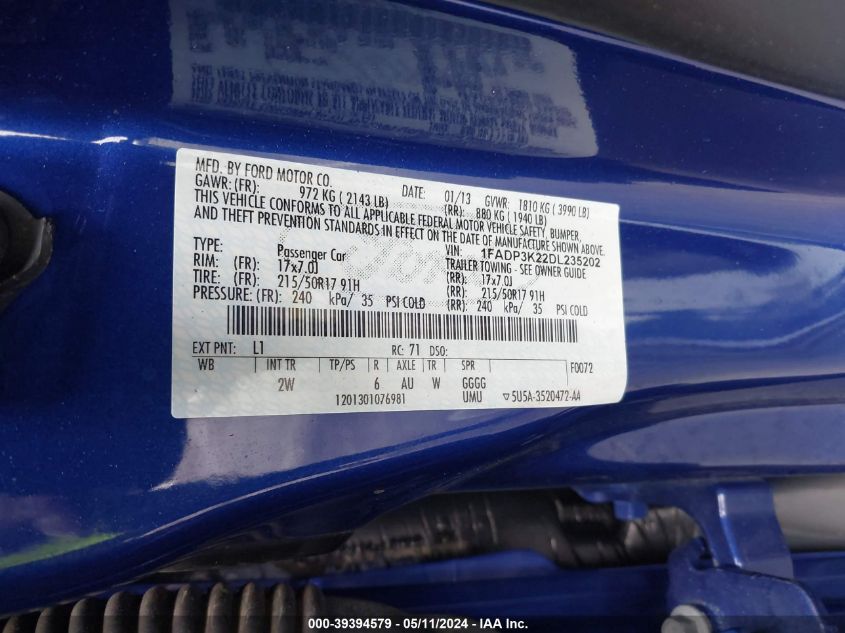 MFD. BY FORD MOTOR CO.
GAWR: (FR): 972 KG ( 2143 LB) DATE: 01/13 GVWR: 1810 KG ( 3990 LB)
(RR): 880 KG ( 1940 LB)
THIS VEHICLE CONFORMS TO ALL APPLICABLE FEDERAL MOTOR VEHICLE SAFETY, BUMPER,
AND THEFT PREVENTION STANDARDS IN EFFECT ON THE DATE OF MANUFACTURE SHOWN ABOVE.
VIN: 1FADP3K22DL235202
TYPE: Passenger Car TRAILER TOWING - SEE OWNER GUIDE
RIM: (FR): 17x7.0J (RR): 17x7.0J
TIRE: (FR): 215/50R17 91H (RR): 215/50R17 91H
PRESSURE: (FR): 240 kPa/ 35 PSI COLD (RR): 240 kPa/ 35 PSI COLD
EXT PNT: L1 RC: 71 DSO: F0072
WB INT TR TP/PS R AXLE TR SPR
2W 6 AU W GGGG
1201301076981 UMU ▽5U5A-3520472-AA
000-39394579 - 05/11/2024 - IAA Inc.